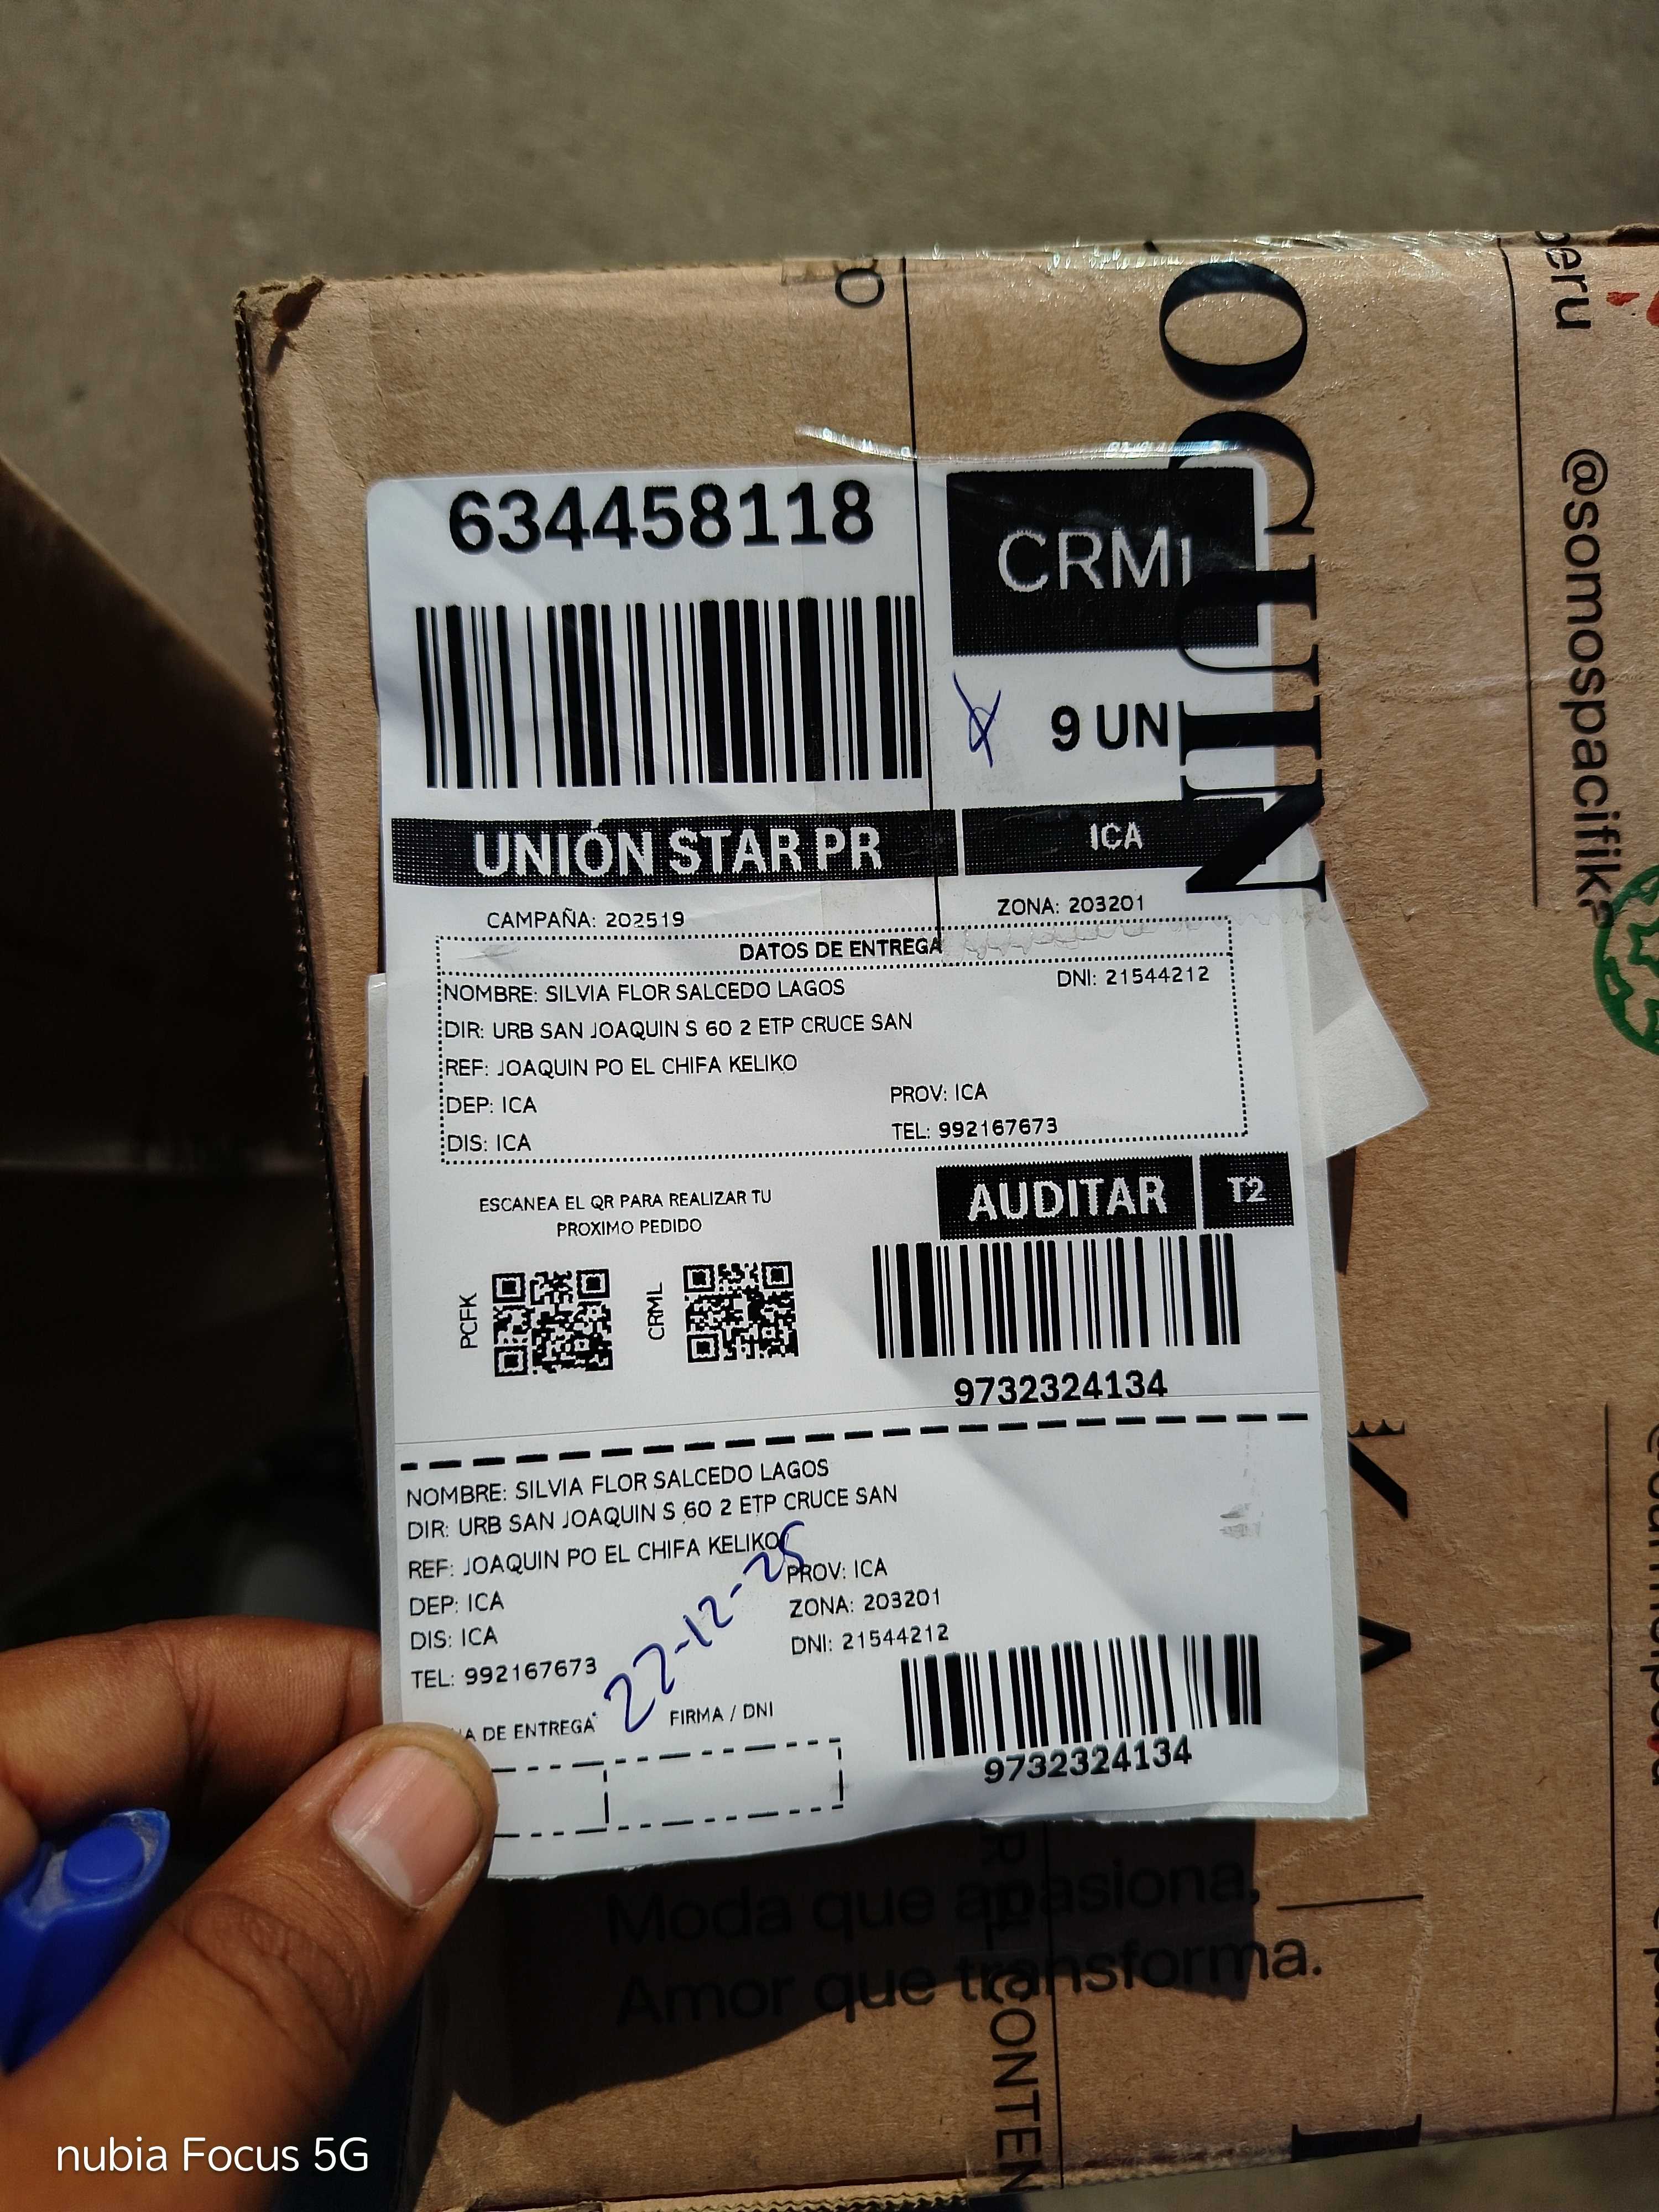 634458118
9 UN
UNIÓN STAR PR
ICA
CAMPAÑA: 202519
ZONA: 203201
DATOS DE ENTREGA
NOMBRE: SILVIA FLOR SALCEDO LAGOS
DNI: 21544212
DIR: URB SAN JOAQUIN S 60 2 ETP CRUCE SAN
REF: JOAQUIN PO EL CHIFA KELIKO
DEP: ICA
PROV: ICA
DIS: ICA
TEL: 992167673
ESCANEA EL QR PARA REALIZAR TU
PROXIMO PEDIDO
AUDITAR
T2
PCFK
CRML
9732324134
NOMBRE: SILVIA FLOR SALCEDO LAGOS
DIR: URB SAN JOAQUIN S 60 2 ETP CRUCE SAN
REF: JOAQUIN PO EL CHIFA KELIKO
DEP: ICA
PROV: ICA
DIS: ICA
ZONA: 203201
TEL: 992167673
DNI: 21544212
22-12-25
DE ENTREGA
FIRMA / DNI
9732324134
Moda que apasiona.
Amor que transforma.
nubia Focus 5G